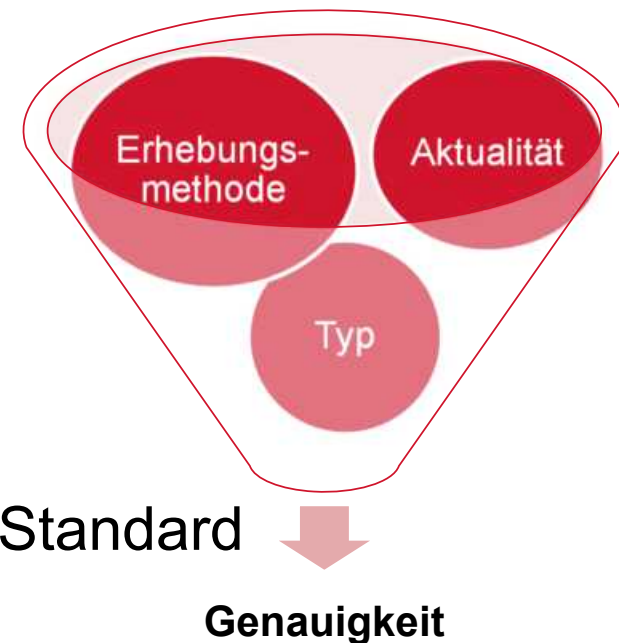 Erhebungs-
methode
Aktualität
Typ
Standard
Genauigkeit